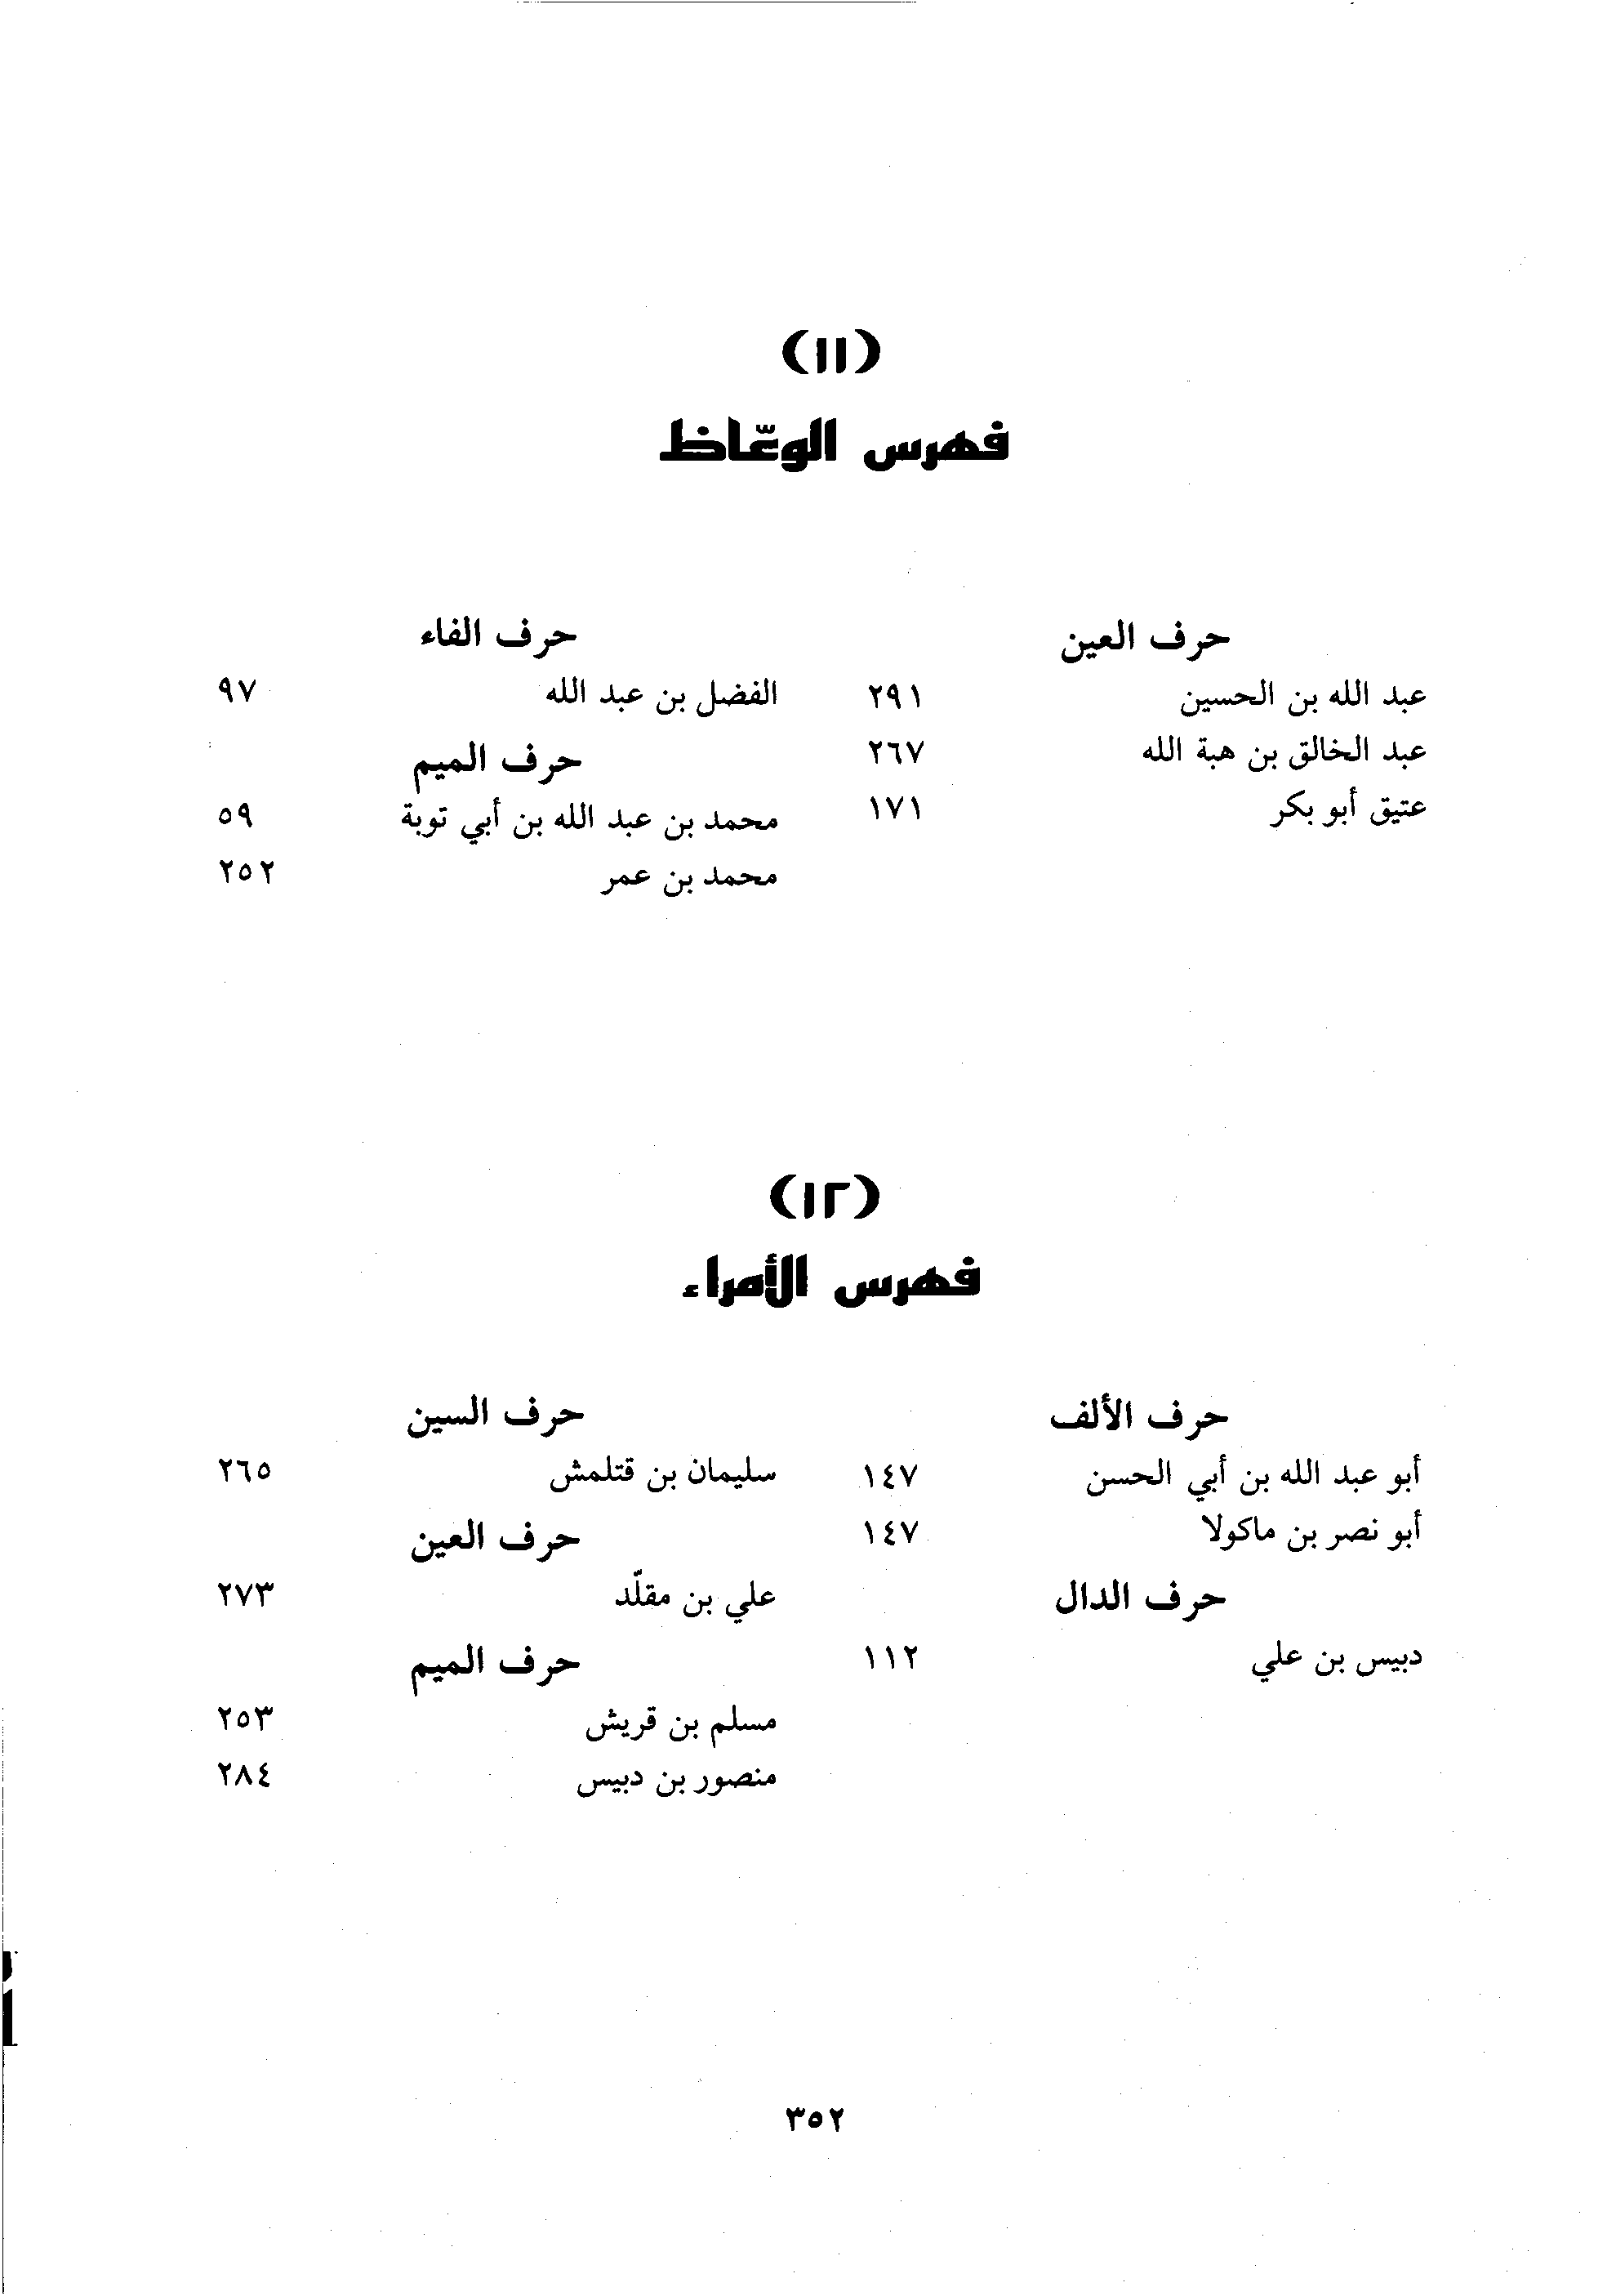 (١١)
فهرس الوعّاظ
حرف العين
عبد الله بن الحسين ٢٩١
عبد الخالق بن هبة الله ٢٦٧
عتيق أبو بكر ١٧١
حرف الفاء
الفضل بن عبد الله ٩٧
حرف الميم
محمد بن عبد الله بن أبي توبة ٥٩
محمد بن عمر ٢٥٢
(١٢)
فهرس الأمراء
حرف الألف
أبو عبد الله بن أبي الحسن ١٤٧
أبو نصر بن ماكولا ١٤٧
حرف الدال
دبيس بن علي ١١٢
حرف السين
سليمان بن قتلمش ٢٦٥
حرف العين
علي بن مقلّد ٢٧٣
حرف الميم
مسلم بن قريش ٢٥٣
منصور بن دبيس ٢٨٤
٣٥٢